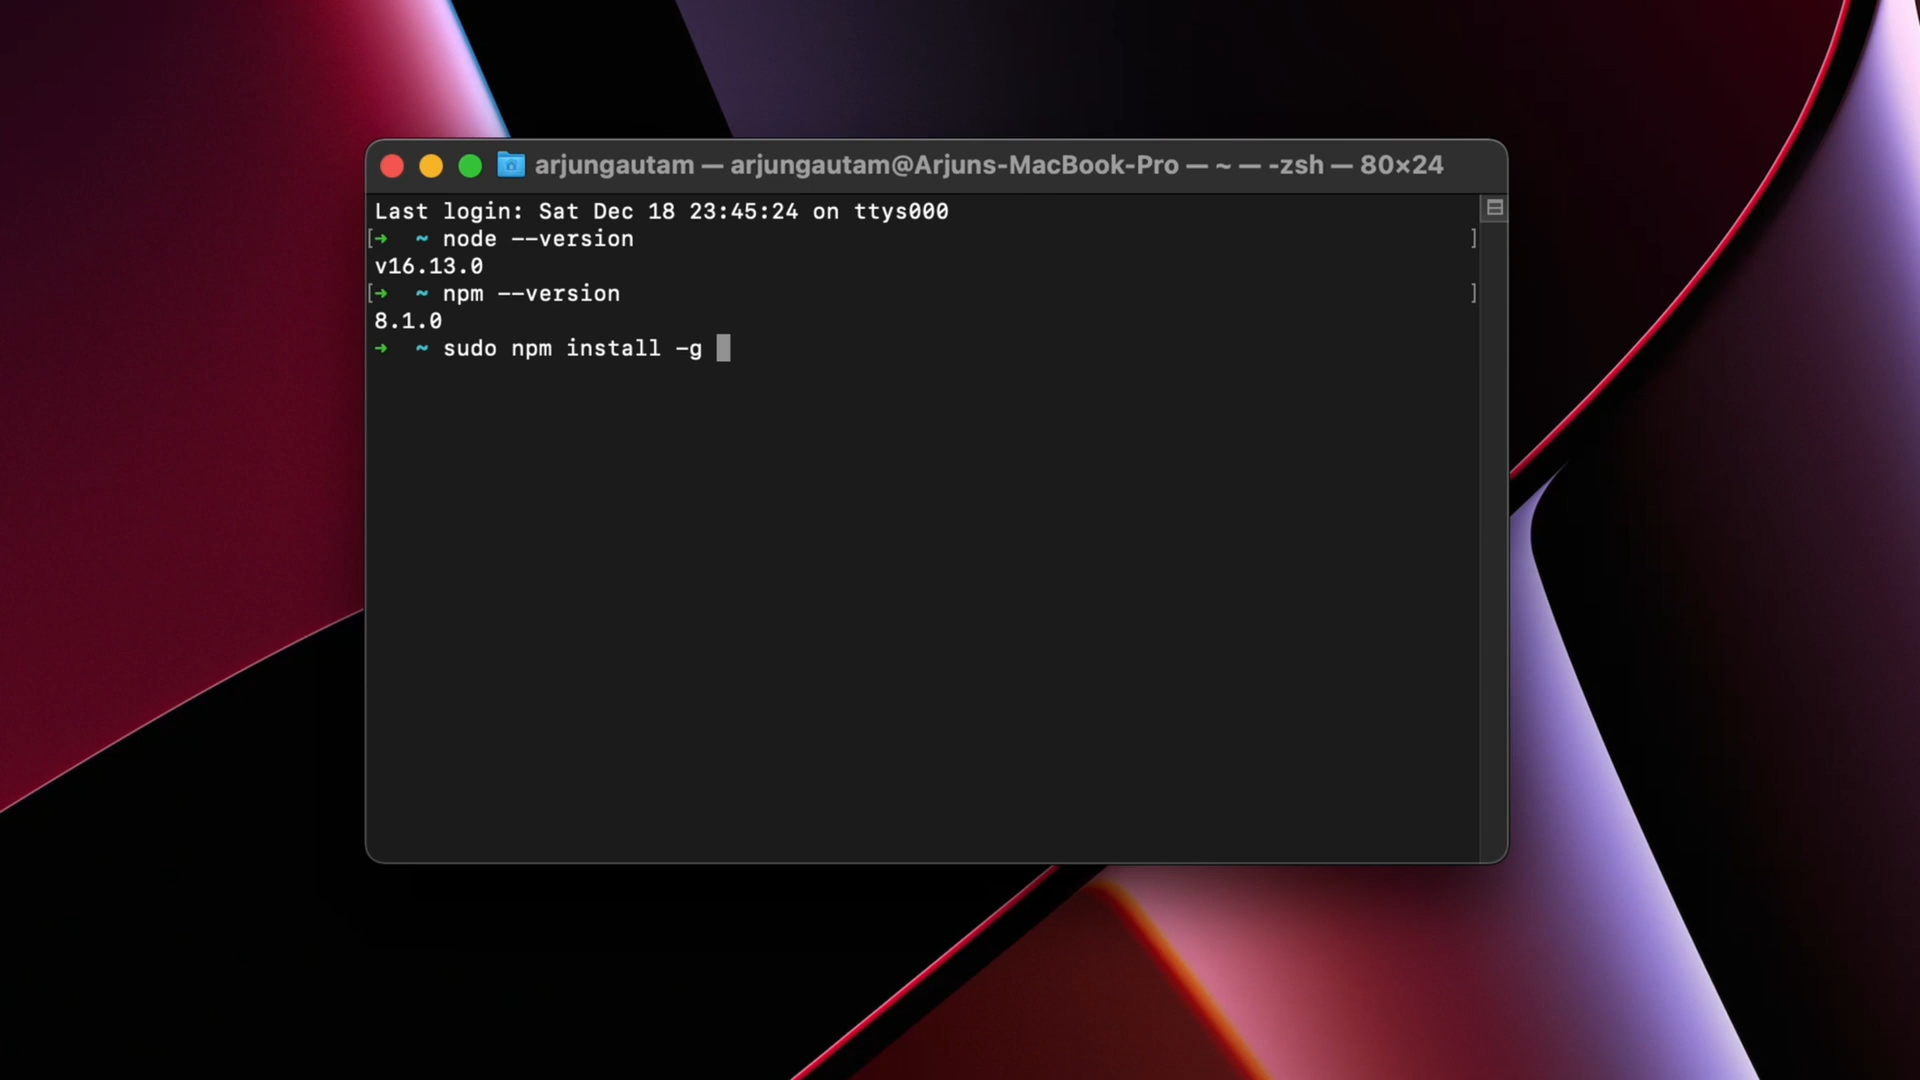 arjungautam — arjungautam@Arjuns-MacBook-Pro — ~ — -zsh — 80×24
Last login: Sat Dec 18 23:45:24 on ttys000
[➜  ~ node --version ]
v16.13.0
[➜  ~ npm --version ]
8.1.0
➜  ~ sudo npm install -g